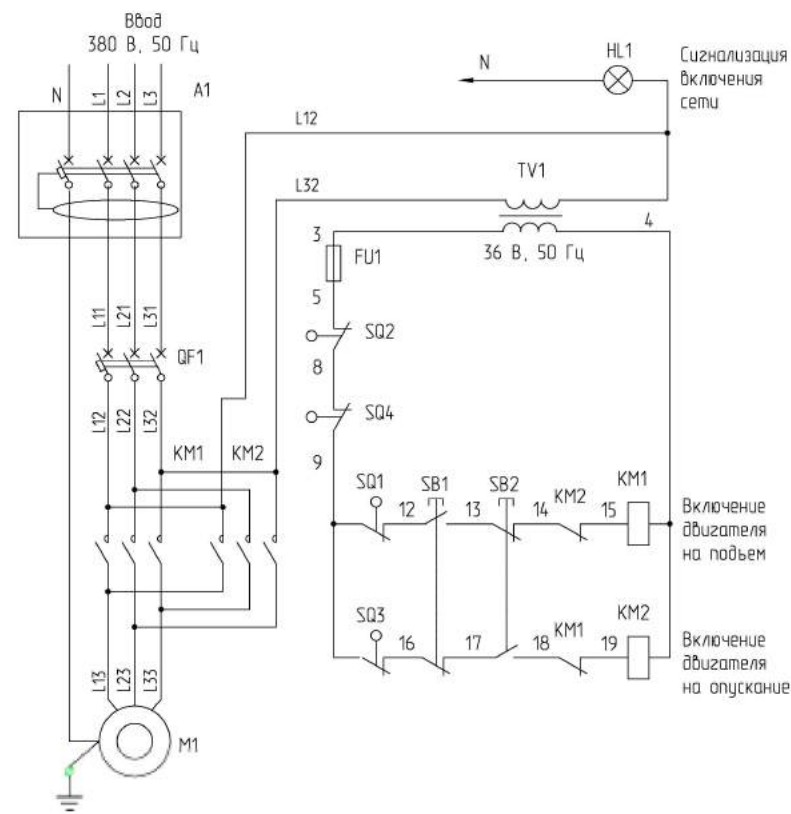 Ввод
380 В, 50 Гц
N
L1
L2
L3
A1
N
HL1
Сигнализация
включения
сети
L12
L32
TV1
36 В, 50 Гц
3
4
FU1
5
SQ2
8
SQ4
9
L11
L21
L31
QF1
L12
L22
L32
KM1
KM2
SQ1
12
SB1
13
SB2
14
KM2
15
KM1
Включение
двигателя
на подъем
SQ3
16
17
18
KM1
19
KM2
Включение
двигателя
на опускание
L13
L23
L33
M1